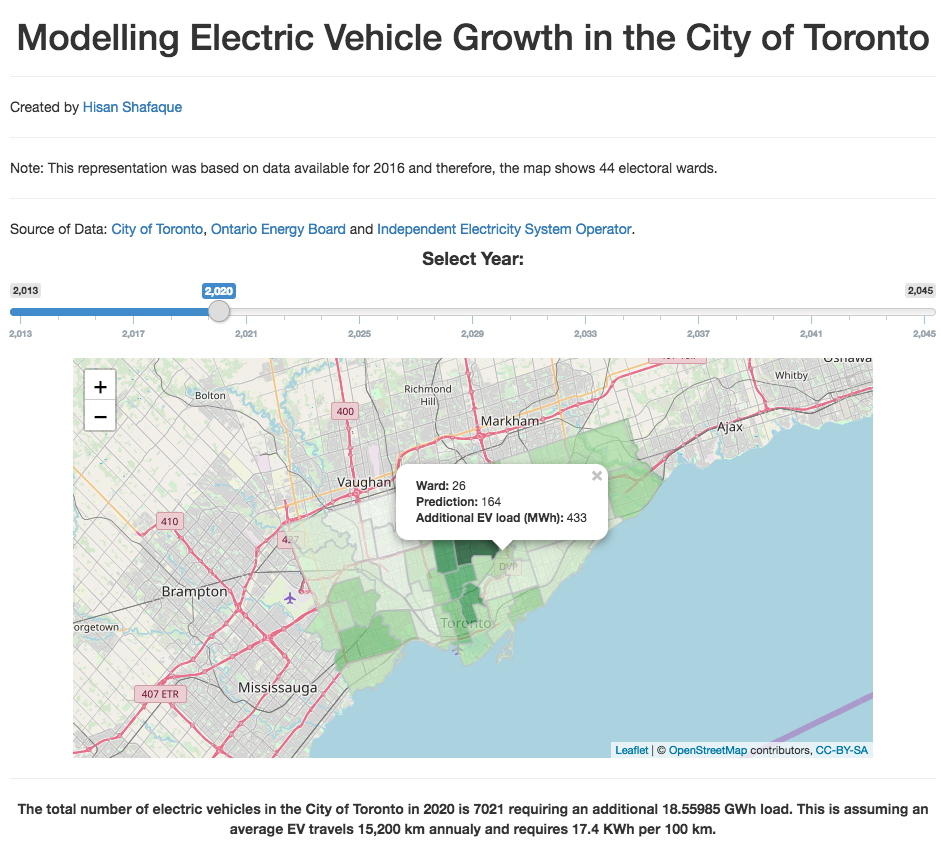 Modelling Electric Vehicle Growth in the City of Toronto
Created by Hisan Shafaque
Note: This representation was based on data available for 2016 and therefore, the map shows 44 electoral wards.
Source of Data: City of Toronto, Ontario Energy Board and Independent Electricity System Operator.
Select Year:
2,013 2,020 2,045
2,013 2,017 2,021 2,025 2,029 2,033 2,037 2,041 2,045
Oshawa
+
−
Bolton
Richmond
Hill
Whitby
400
Markham
Ajax
Vaughan
Ward: 26
Prediction: 164
Additional EV load (MWh): 433
×
410
427
DVP
Brampton
Toronto
orgetown
Mississauga
407 ETR
Leaflet | © OpenStreetMap contributors, CC-BY-SA
The total number of electric vehicles in the City of Toronto in 2020 is 7021 requiring an additional 18.55985 GWh load. This is assuming an
average EV travels 15,200 km annualy and requires 17.4 KWh per 100 km.